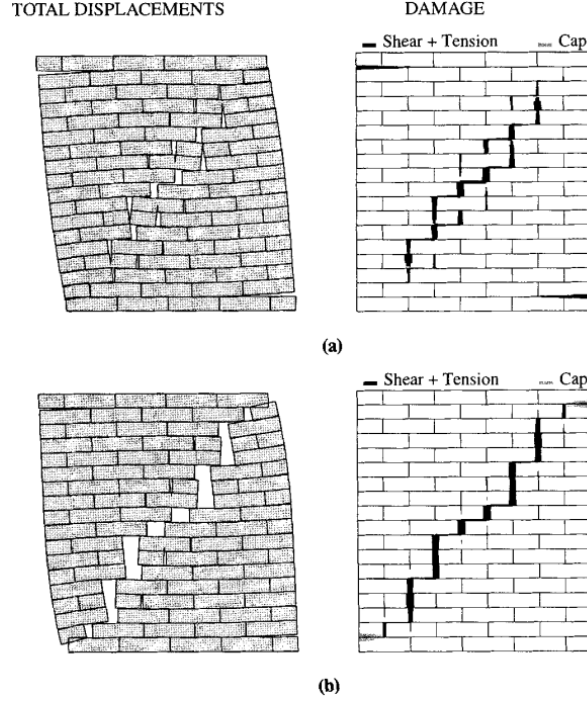 TOTAL DISPLACEMENTS
DAMAGE
Shear + Tension
Cap
(a)
Shear + Tension
Cap
(b)